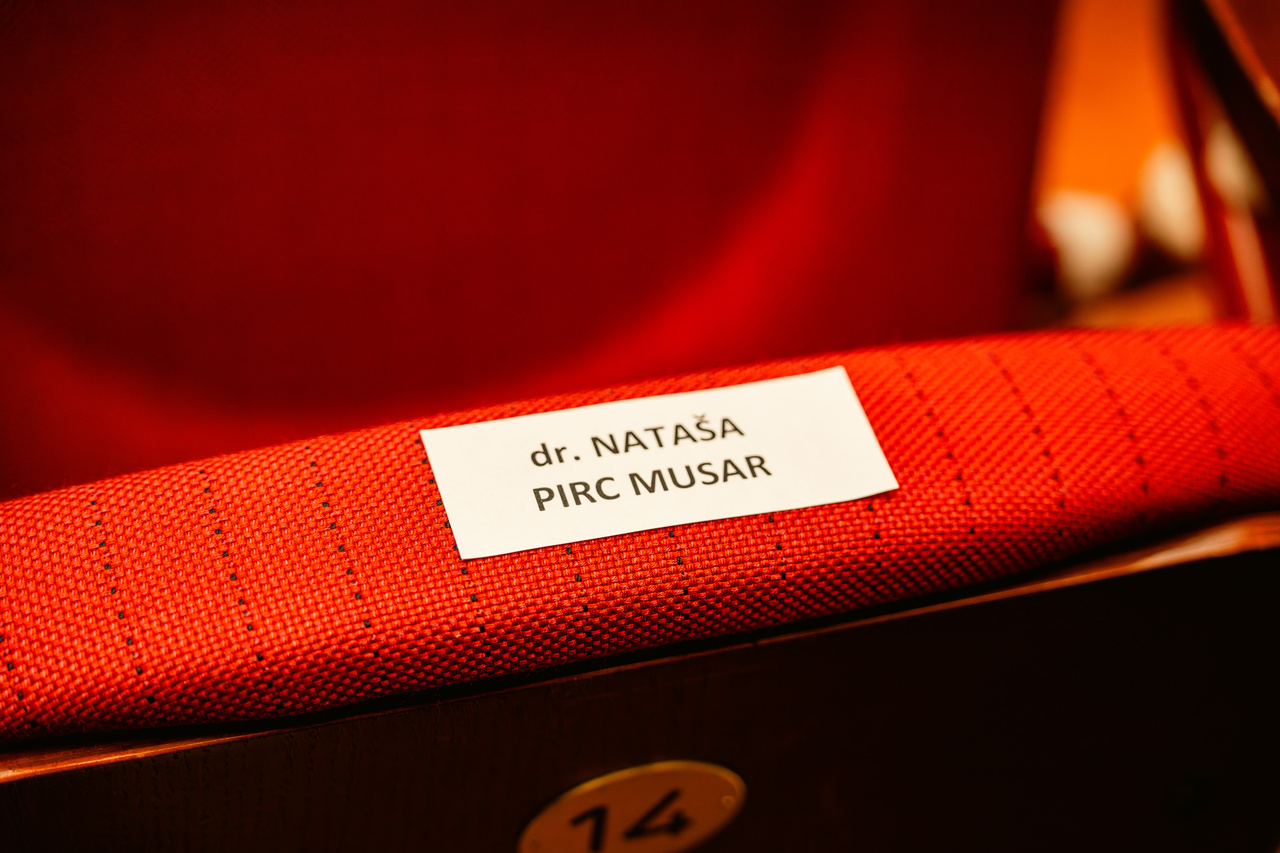 dr. NATAŠA
PIRC MUSAR
14